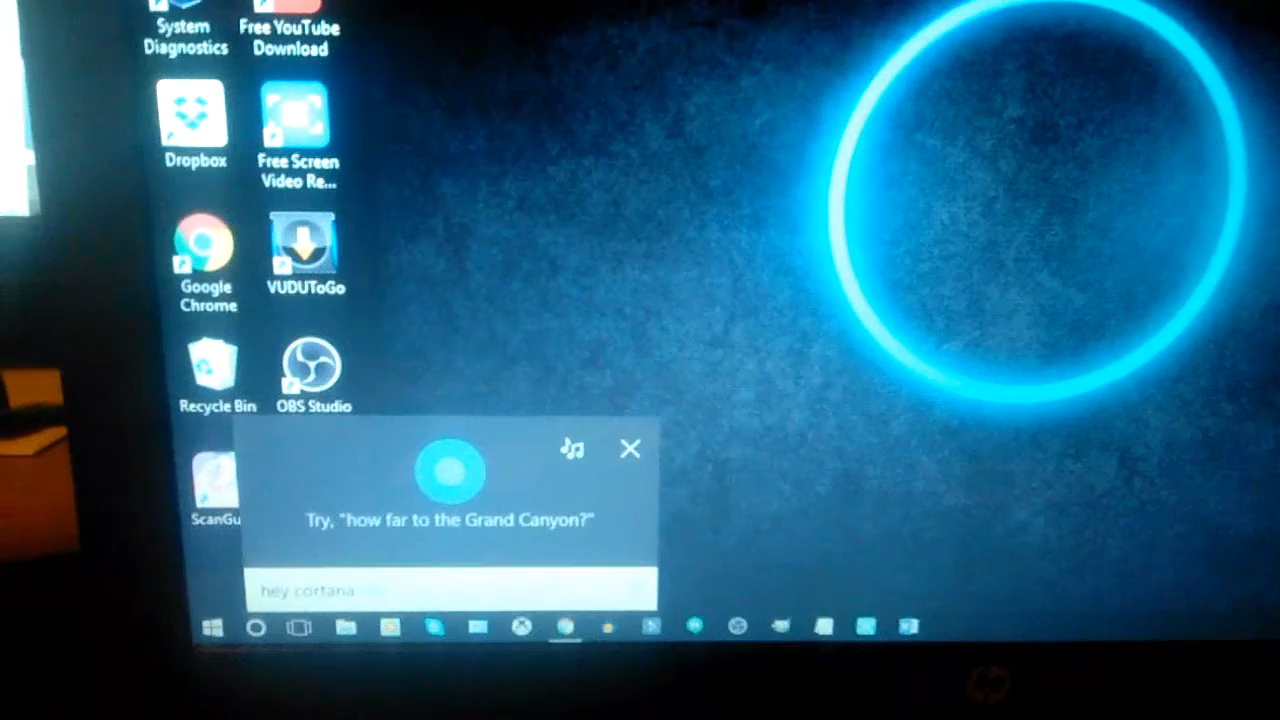 System
Diagnostics
Free YouTube
Download
Dropbox
Free Screen
Video Re...
Google
Chrome
VUDUToGo
Recycle Bin
OBS Studio
ScanGu
Try, "how far to the Grand Canyon?"
hey cortana